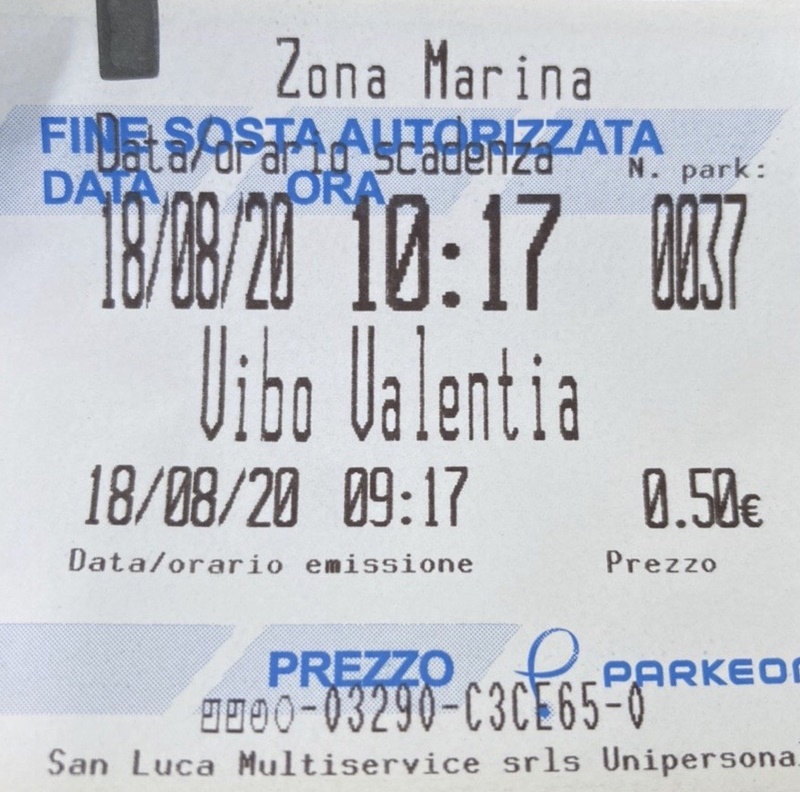 Zona Marina
FINE SOSTA AUTORIZZATA
Data/orario scadenza N. park:
DATA ORA
18/08/20 10:17 0037
Vibo Valentia
18/08/20 09:17 0.50€
Data/orario emissione Prezzo
PREZZO PARKEO
-03290-C3CE65-0
San Luca Multiservice srls Unipersona